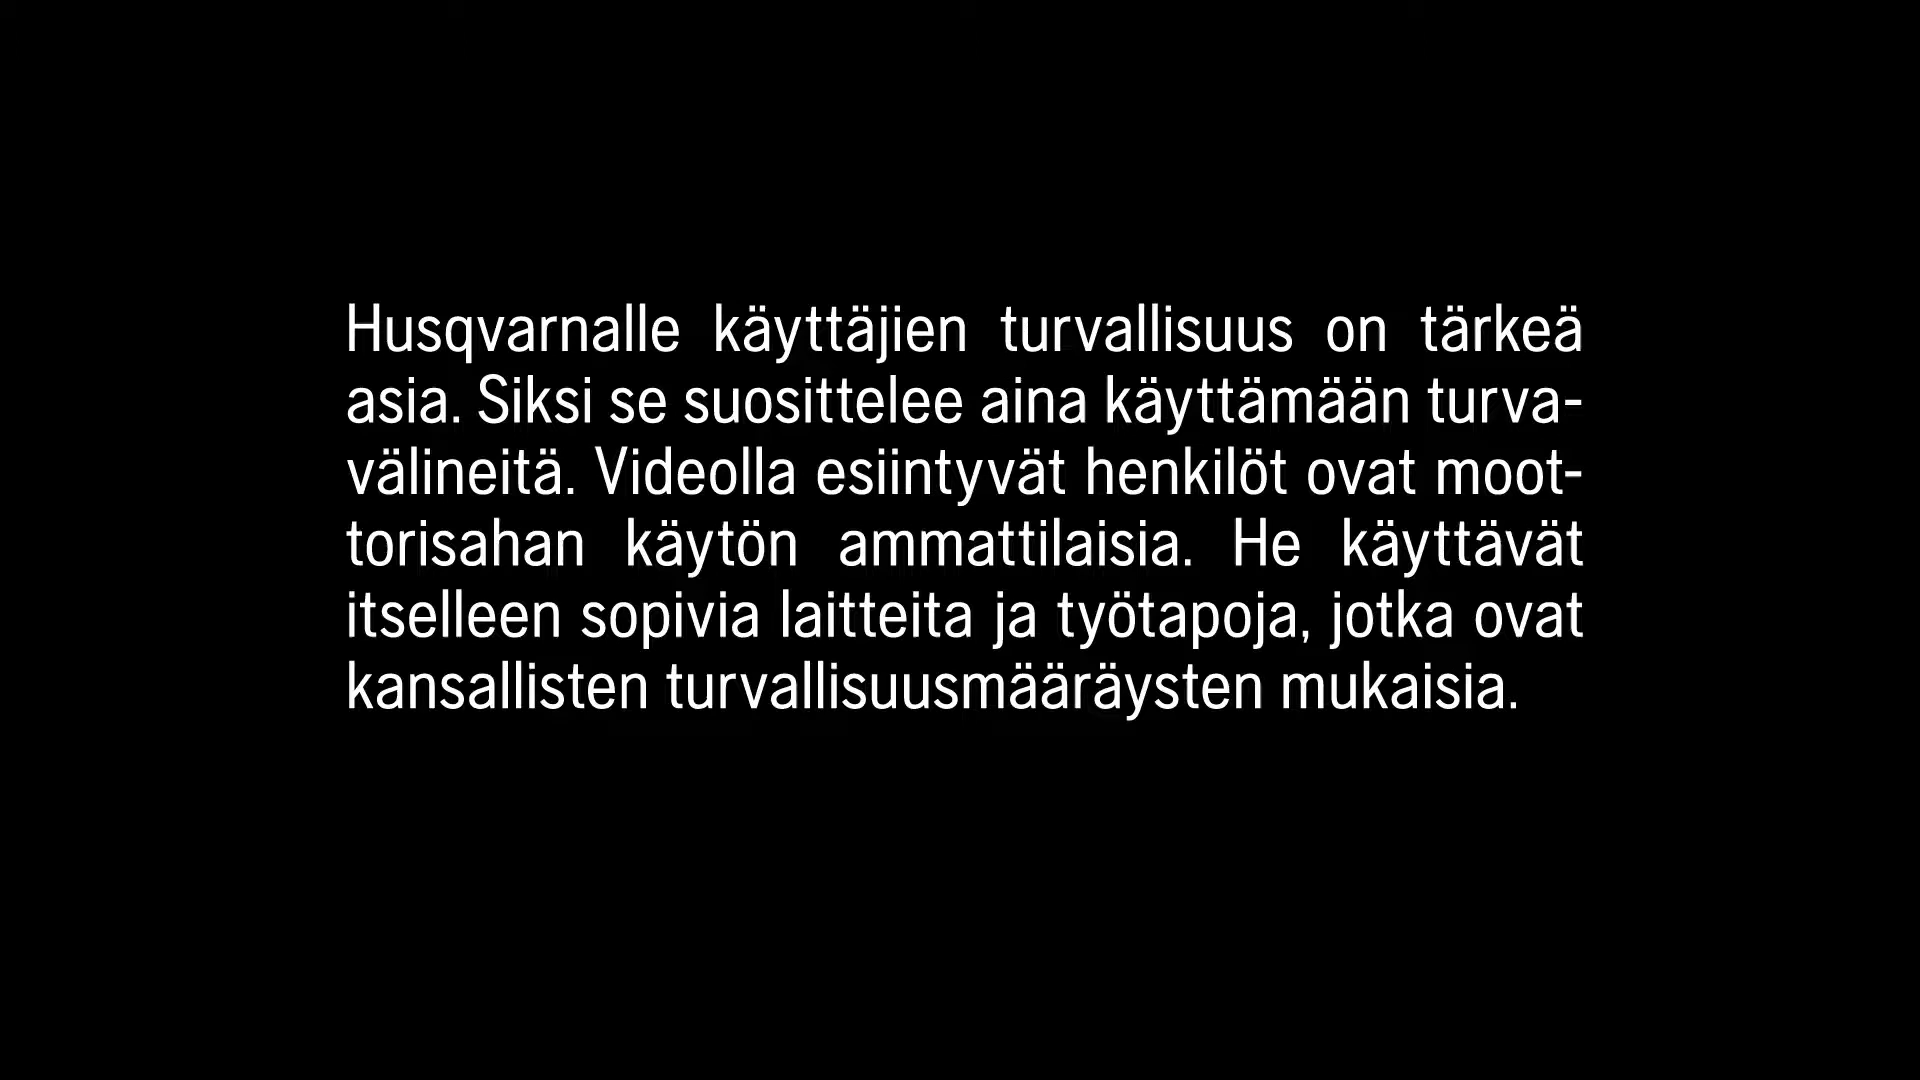 Husqvarnalle käyttäjien turvallisuus on tärkeä
asia. Siksi se suosittelee aina käyttämään turva-
välineitä. Videolla esiintyvät henkilöt ovat moot-
torisahan käytön ammattilaisia. He käyttävät
itselleen sopivia laitteita ja työtapoja, jotka ovat
kansallisten turvallisuusmääräysten mukaisia.